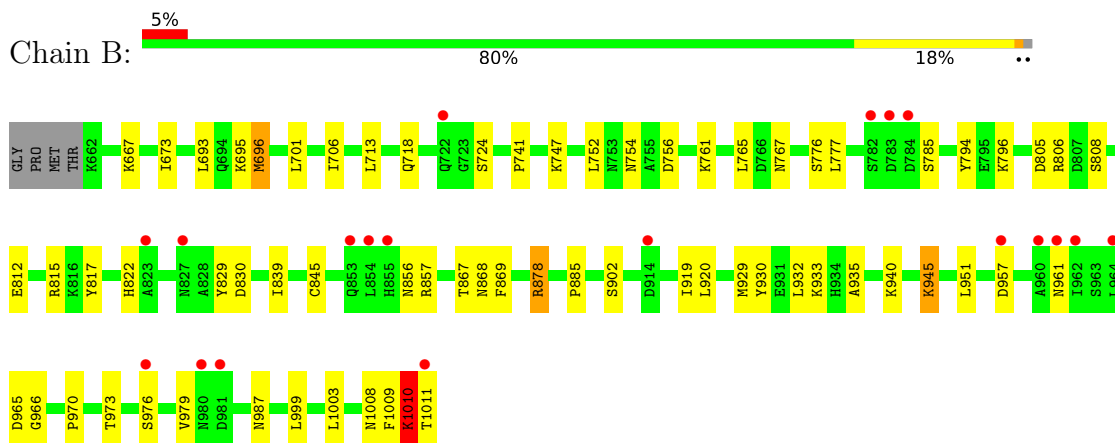 5%
Chain B:
80% 18% ••
GLY PRO MET THR K662 K667 I673 L693 Q694 K695 M696 L701 I706 L713 Q718 Q722 G723 S724 P741 K747 L752 N753 N754 A755 D756 K761 L765 D766 N767 S776 L777 S782 D783 D784 S785 Y794 E795 K796 D805 R806 D807 S808
E812 R815 K816 Y817 H822 A823 N827 A828 Y829 D830 I839 C845 Q853 L854 H855 N856 R857 T867 N868 F869 R878 P885 S902 D914 I919 L920 M929 Y930 E931 L932 K933 H934 A935 K940 K945 L951 D957 A960 N961 I962 S963 L964
D965 G966 P970 T973 S976 V979 N980 D981 N987 L999 L1003 N1008 F1009 K1010 T1011